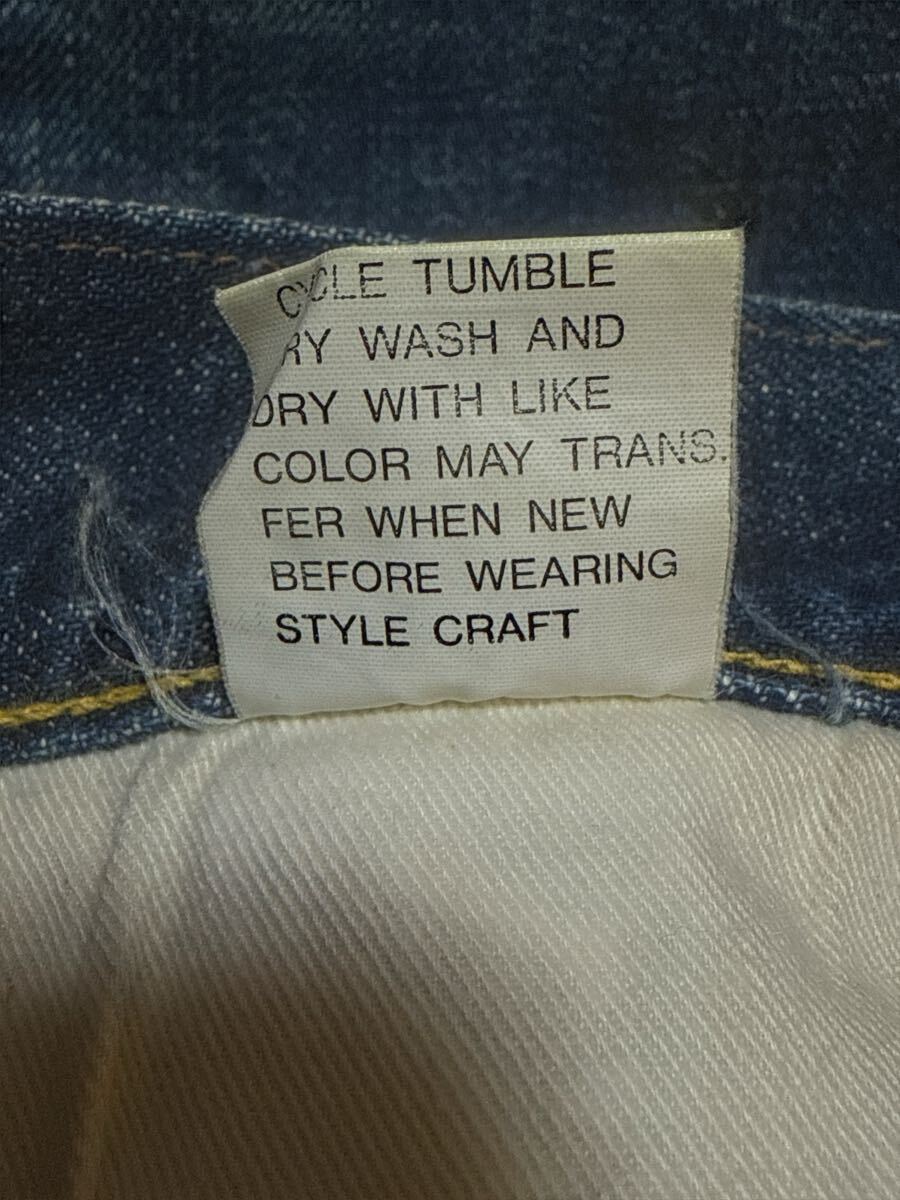 CYCLE TUMBLE
RY WASH AND
DRY WITH LIKE
COLOR MAY TRANS.
FER WHEN NEW
BEFORE WEARING
STYLE CRAFT